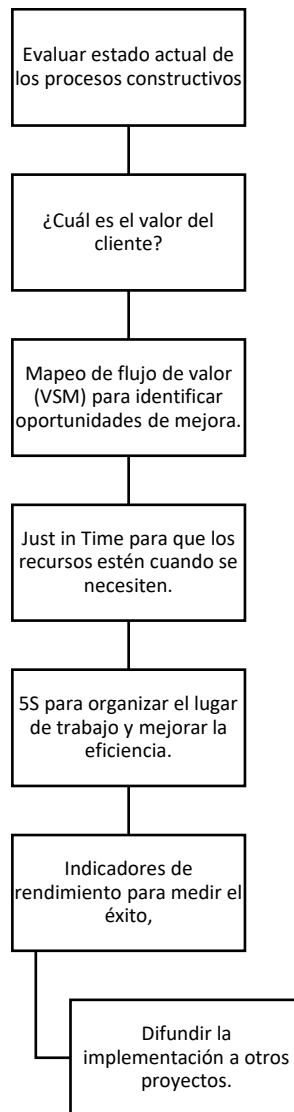 Evaluar estado actual de
los procesos constructivos
¿Cuál es el valor del
cliente?
Mapeo de flujo de valor
(VSM) para identificar
oportunidades de mejora.
Just in Time para que los
recursos estén cuando se
necesiten.
5S para organizar el lugar
de trabajo y mejorar la
eficiencia.
Indicadores de
rendimiento para medir el
éxito,
Difundir la
implementación a otros
proyectos.